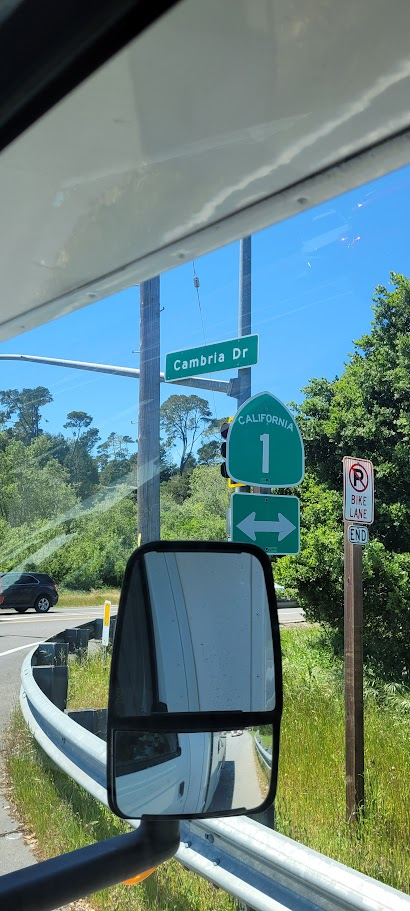 Cambria Dr
CALIFORNIA
1
P
BIKE
LANE
END